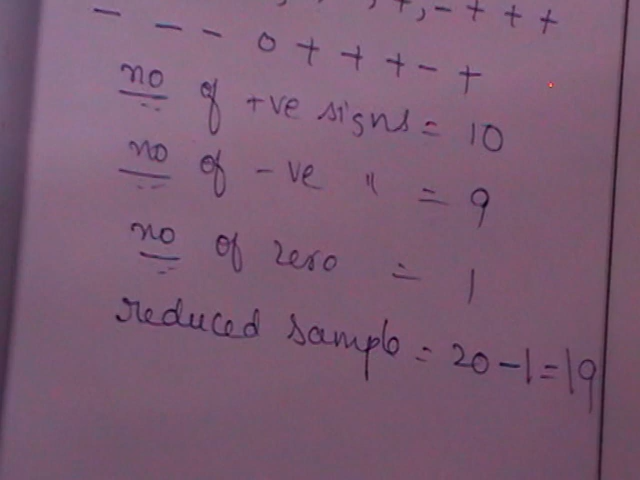 +, - + + +
- - - 0 + + + - +
no of +ve signs = 10
no of -ve " = 9
no of zero = 1
reduced sample = 20 - 1 = 19